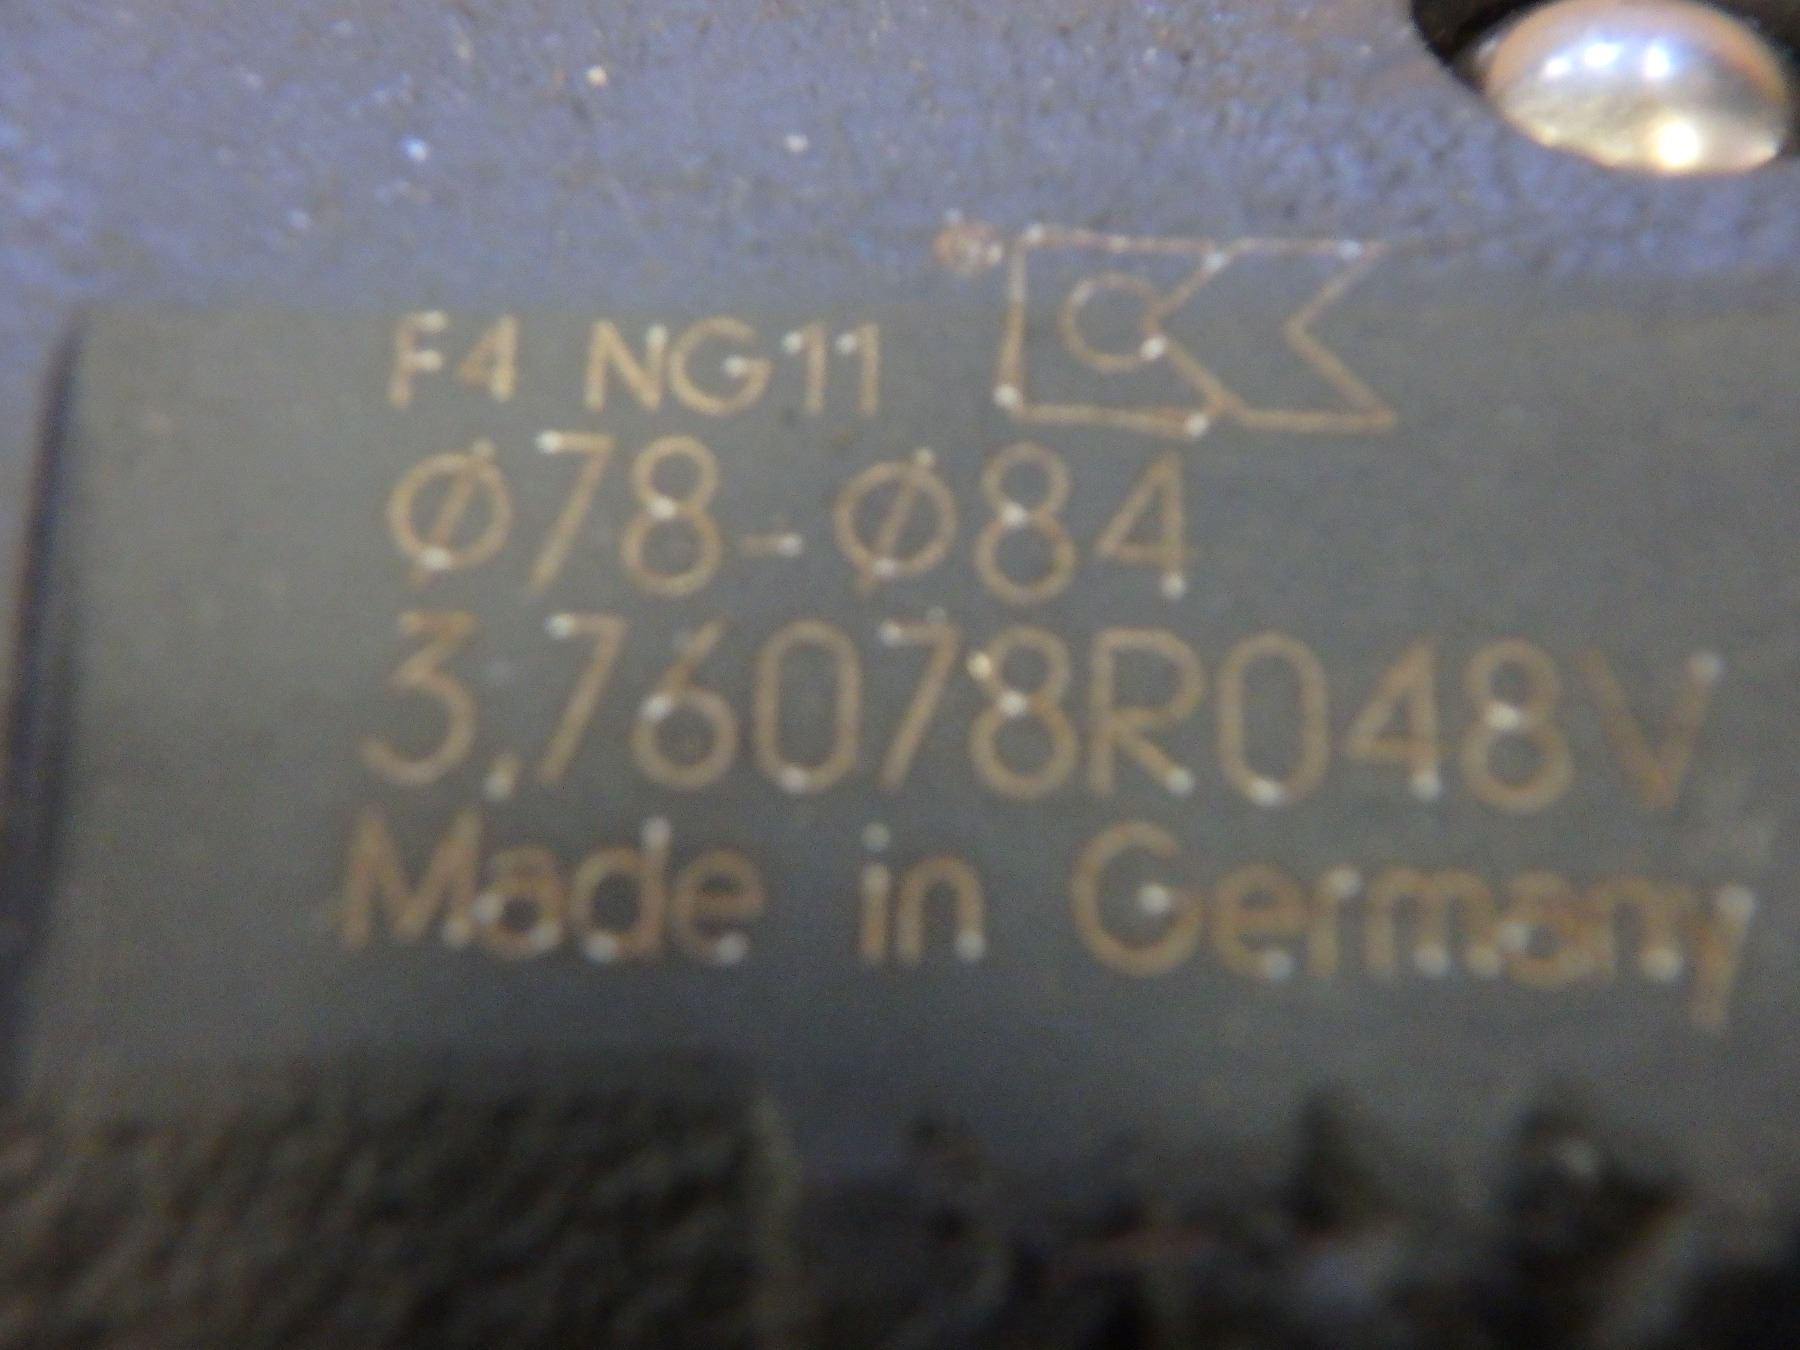 F4 NG11
Ø78-Ø84
3.76078R048V
Made in Germany